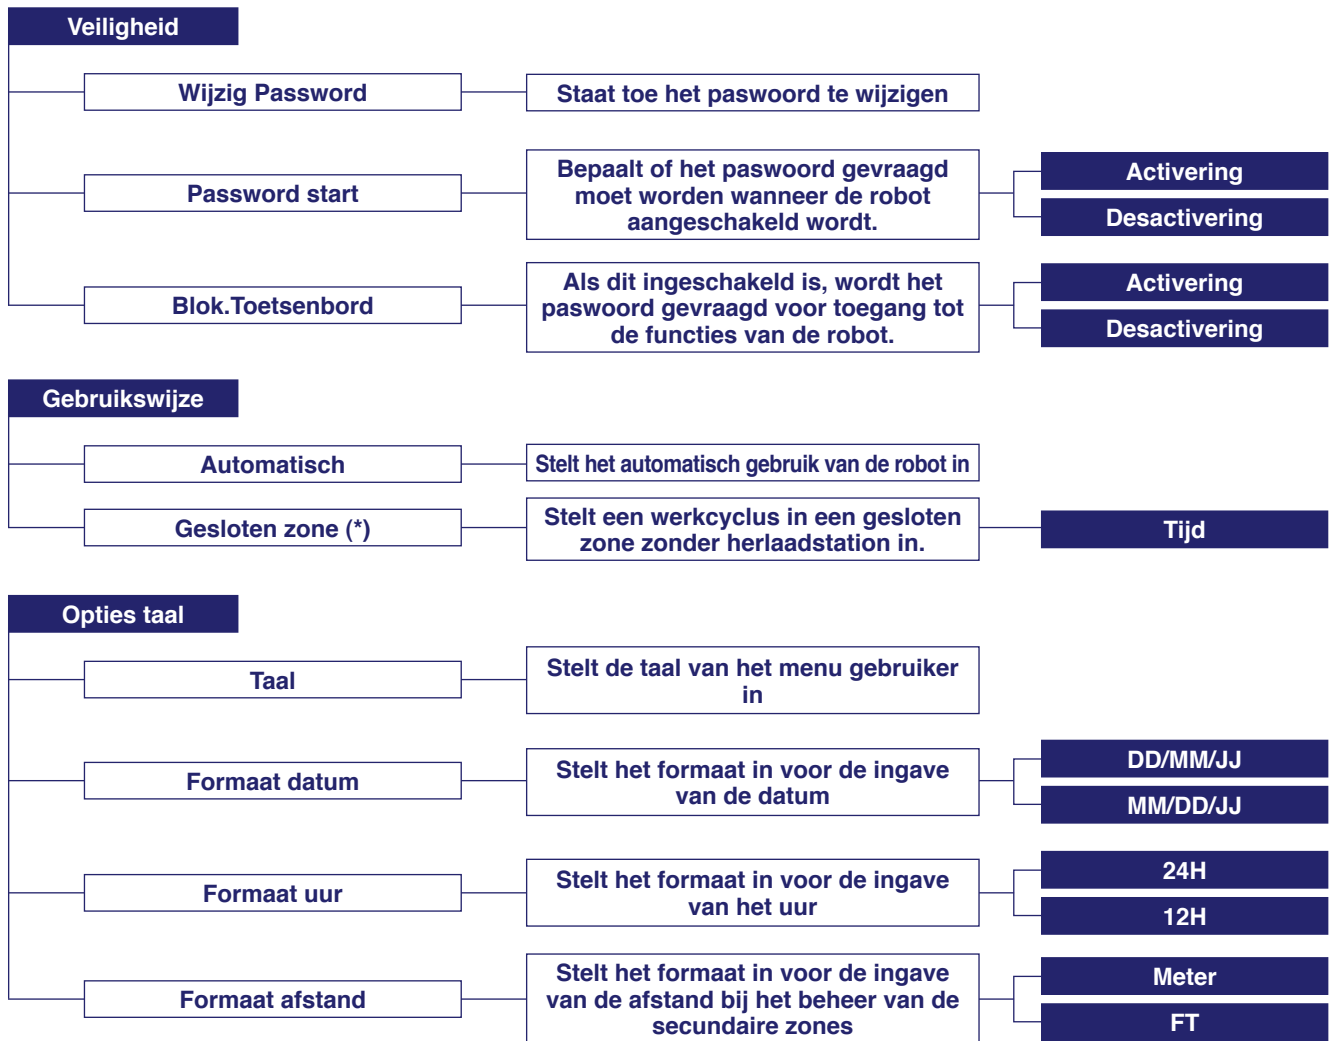 Veiligheid
Wijzig Password
Staat toe het paswoord te wijzigen
Password start
Bepaalt of het paswoord gevraagd
moet worden wanneer de robot
aangeschakeld wordt.
Activering
Desactivering
Blok.Toetsenbord
Als dit ingeschakeld is, wordt het
paswoord gevraagd voor toegang tot
de functies van de robot.
Activering
Desactivering
Gebruikswijze
Automatisch
Stelt het automatisch gebruik van de robot in
Gesloten zone (*)
Stelt een werkcyclus in een gesloten
zone zonder herlaadstation in.
Tijd
Opties taal
Taal
Stelt de taal van het menu gebruiker
in
Formaat datum
Stelt het formaat in voor de ingave
van de datum
DD/MM/JJ
MM/DD/JJ
Formaat uur
Stelt het formaat in voor de ingave
van het uur
24H
12H
Formaat afstand
Stelt het formaat in voor de ingave
van de afstand bij het beheer van de
secundaire zones
Meter
FT